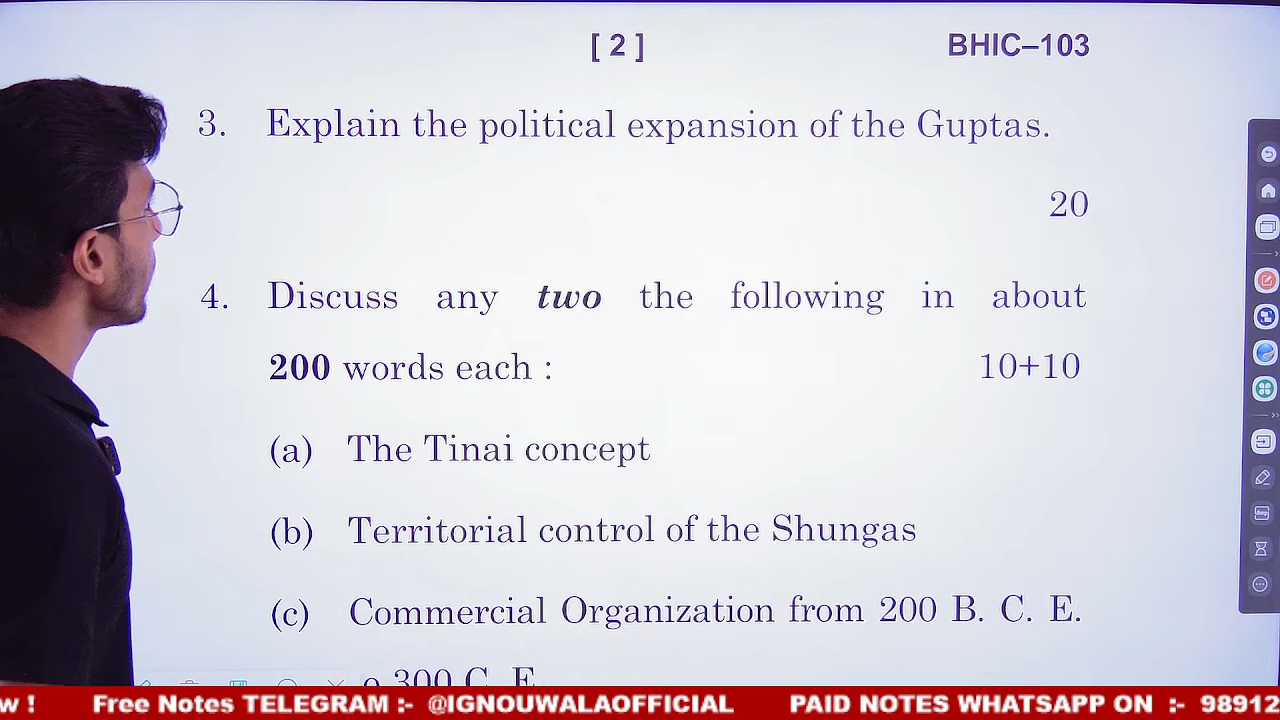 [ 2 ] BHIC–103
3. Explain the political expansion of the Guptas.
20
4. Discuss any two the following in about
200 words each : 10+10
(a) The Tinai concept
(b) Territorial control of the Shungas
(c) Commercial Organization from 200 B. C. E.
o 300 C. E.
w ! Free Notes TELEGRAM :- @IGNOUWALAOFFICIAL PAID NOTES WHATSAPP ON :- 98912